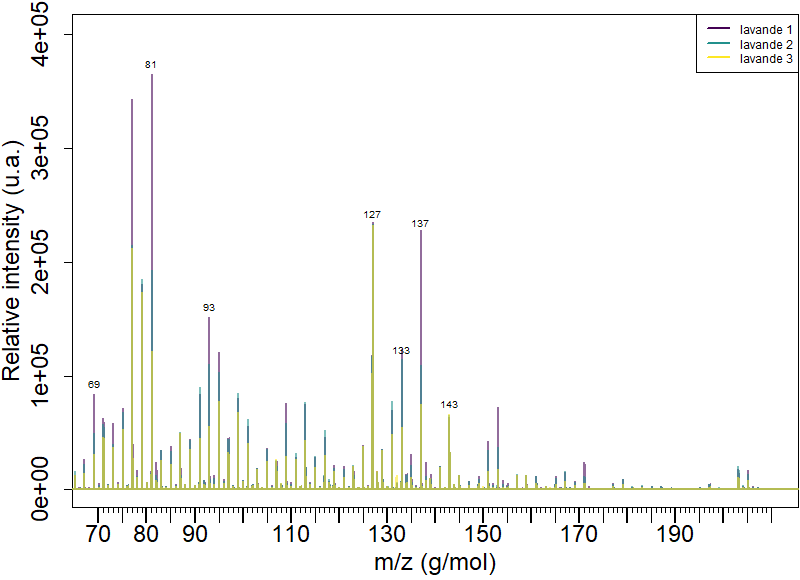 4e+05
3e+05
2e+05
1e+05
0e+00
Relative intensity (u.a.)
lavande 1
lavande 2
lavande 3
81
127
137
93
133
69
143
70 80 90 110 130 150 170 190
m/z (g/mol)